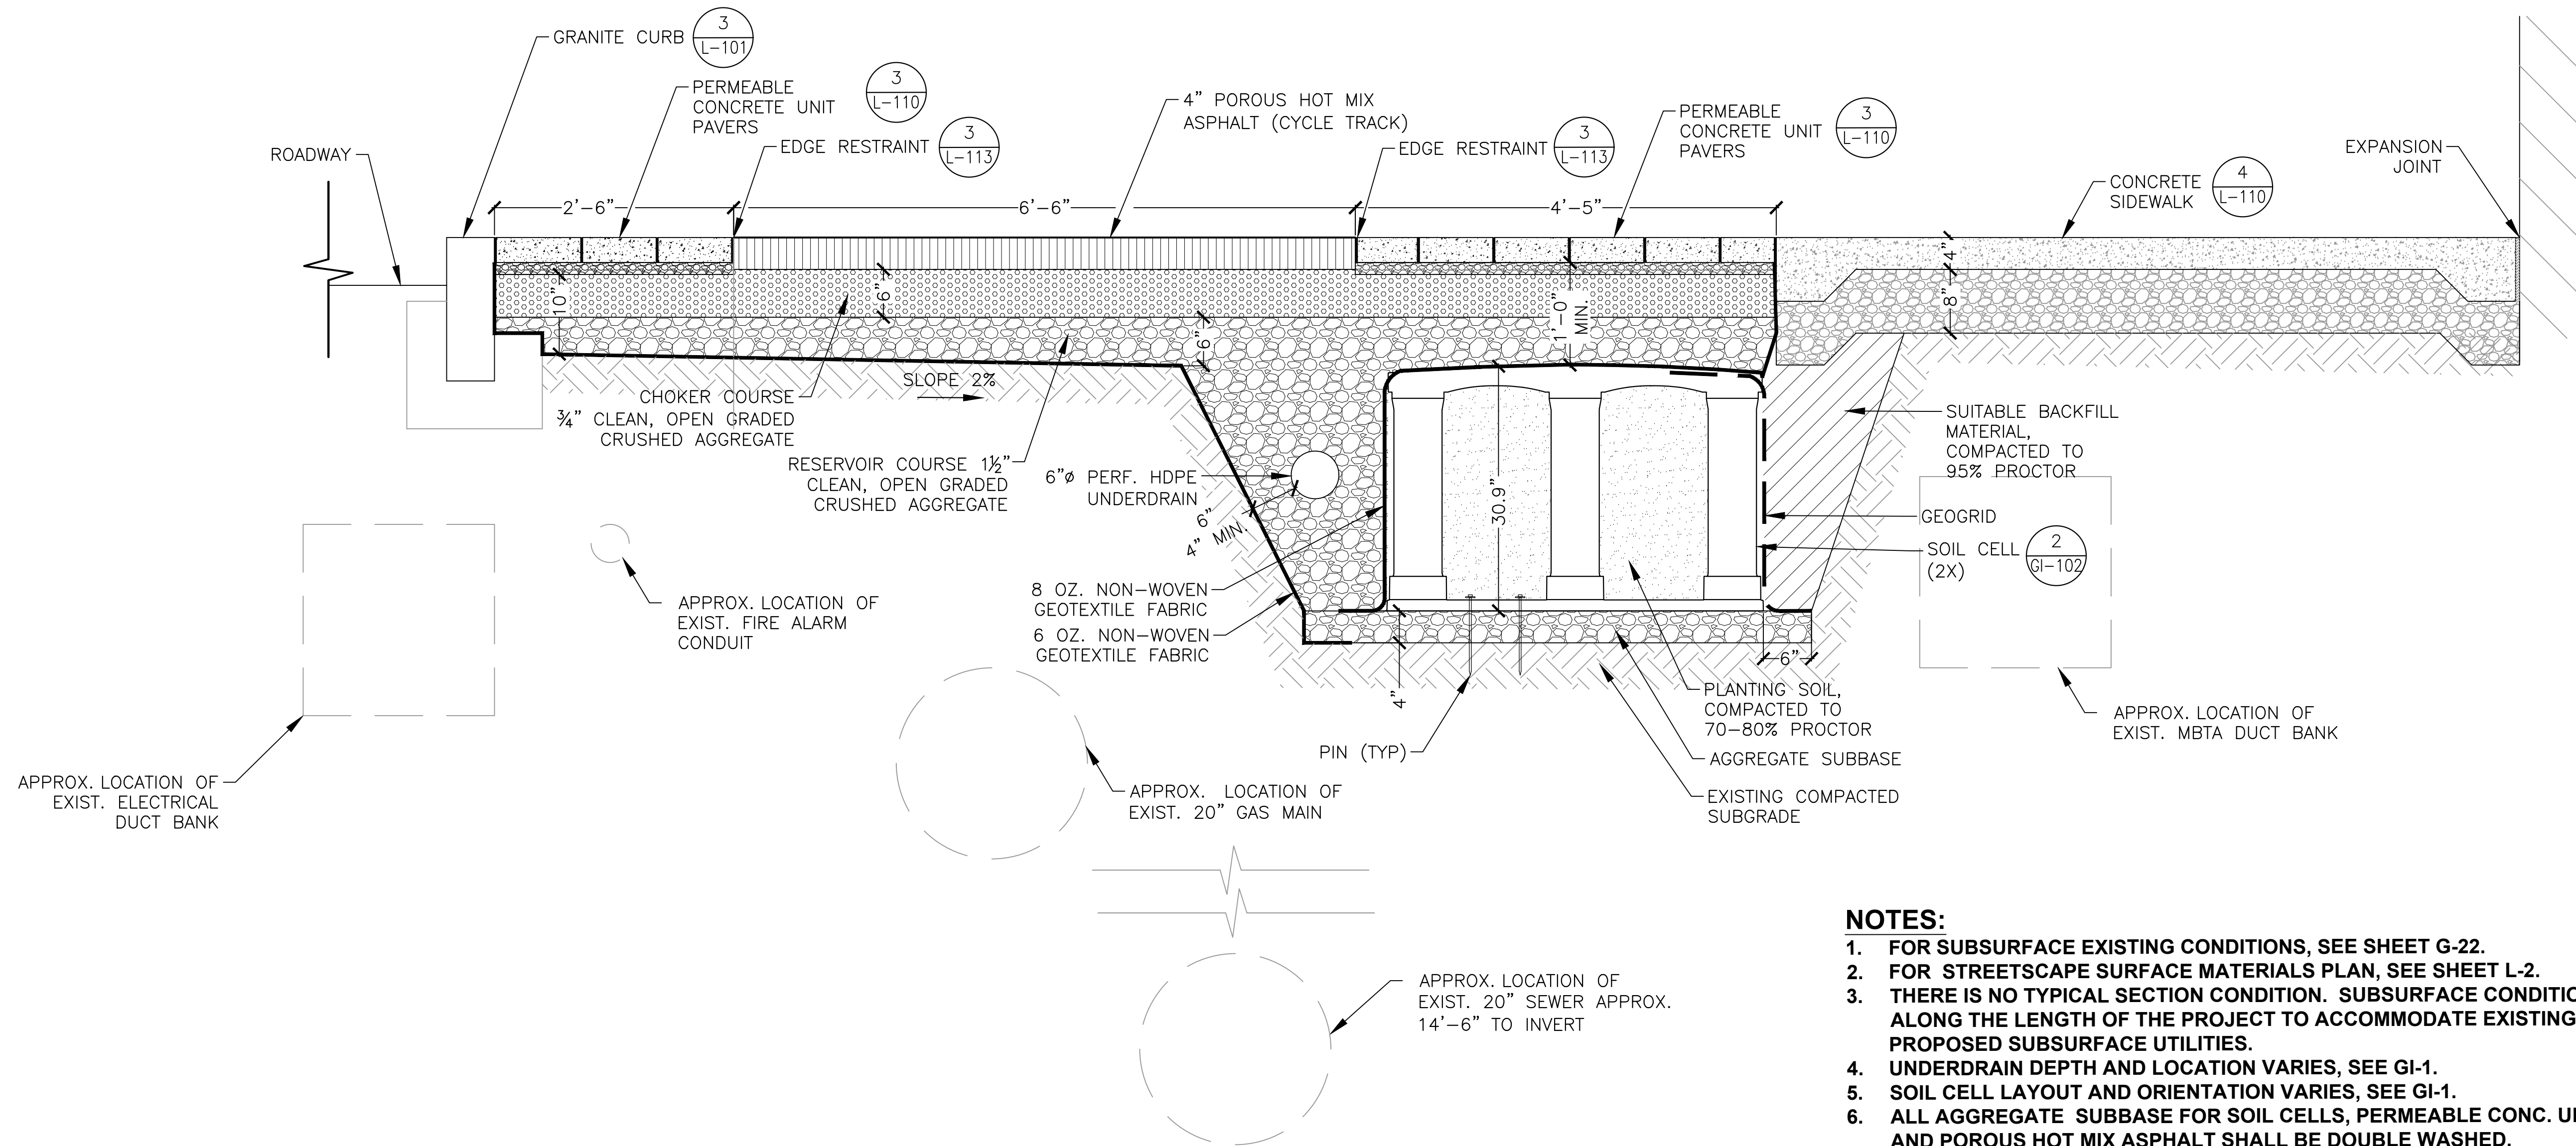 GRANITE CURB
3
L-101
PERMEABLE
CONCRETE UNIT
PAVERS
3
L-110
EDGE RESTRAINT
3
L-113
4” POROUS HOT MIX
ASPHALT (CYCLE TRACK)
EDGE RESTRAINT
3
L-113
PERMEABLE
CONCRETE UNIT
PAVERS
3
L-110
ROADWAY
CONCRETE
SIDEWALK
4
L-110
EXPANSION
JOINT
2’-6”
6’-6”
4’-5”
10”
6”
6”
1’-0”
MIN.
4”
8”
SLOPE 2%
CHOKER COURSE
¾” CLEAN, OPEN GRADED
CRUSHED AGGREGATE
RESERVOIR COURSE 1½”
CLEAN, OPEN GRADED
CRUSHED AGGREGATE
6”ø PERF. HDPE
UNDERDRAIN
6”
4” MIN.
30.9”
8 OZ. NON-WOVEN
GEOTEXTILE FABRIC
6 OZ. NON-WOVEN
GEOTEXTILE FABRIC
SUITABLE BACKFILL
MATERIAL,
COMPACTED TO
95% PROCTOR
GEOGRID
SOIL CELL
(2X)
2
GI-102
6”
4”
PIN (TYP)
PLANTING SOIL,
COMPACTED TO
70-80% PROCTOR
AGGREGATE SUBBASE
EXISTING COMPACTED
SUBGRADE
APPROX. LOCATION OF
EXIST. MBTA DUCT BANK
APPROX. LOCATION OF
EXIST. FIRE ALARM
CONDUIT
APPROX. LOCATION OF
EXIST. ELECTRICAL
DUCT BANK
APPROX. LOCATION OF
EXIST. 20” GAS MAIN
APPROX. LOCATION OF
EXIST. 20” SEWER APPROX.
14’-6” TO INVERT
NOTES:
1. FOR SUBSURFACE EXISTING CONDITIONS, SEE SHEET G-22.
2. FOR STREETSCAPE SURFACE MATERIALS PLAN, SEE SHEET L-2.
3. THERE IS NO TYPICAL SECTION CONDITION. SUBSURFACE CONDITIO
ALONG THE LENGTH OF THE PROJECT TO ACCOMMODATE EXISTING
PROPOSED SUBSURFACE UTILITIES.
4. UNDERDRAIN DEPTH AND LOCATION VARIES, SEE GI-1.
5. SOIL CELL LAYOUT AND ORIENTATION VARIES, SEE GI-1.
6. ALL AGGREGATE SUBBASE FOR SOIL CELLS, PERMEABLE CONC.
AND POROUS HOT MIX ASPHALT SHALL BE DOUBLE WASHED.